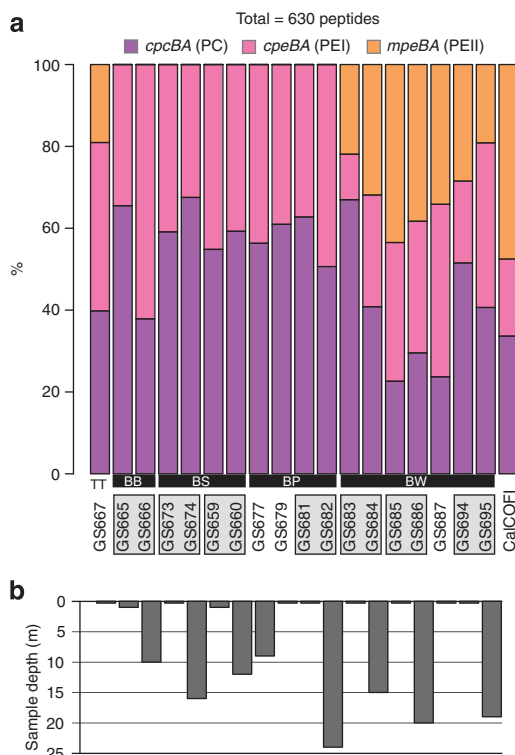 a
Total = 630 peptides
cpcBA (PC) cpeBA (PEI) mpeBA (PEII)
100
80
60
40
20
0
%
TT BB BS BP BW
GS667 GS665 GS666 GS673 GS674 GS659 GS660 GS677 GS679 GS681 GS682 GS683 GS684 GS685 GS686 GS687 GS694 GS695 CalCOFI
b
0
5
10
15
20
25
Sample depth (m)